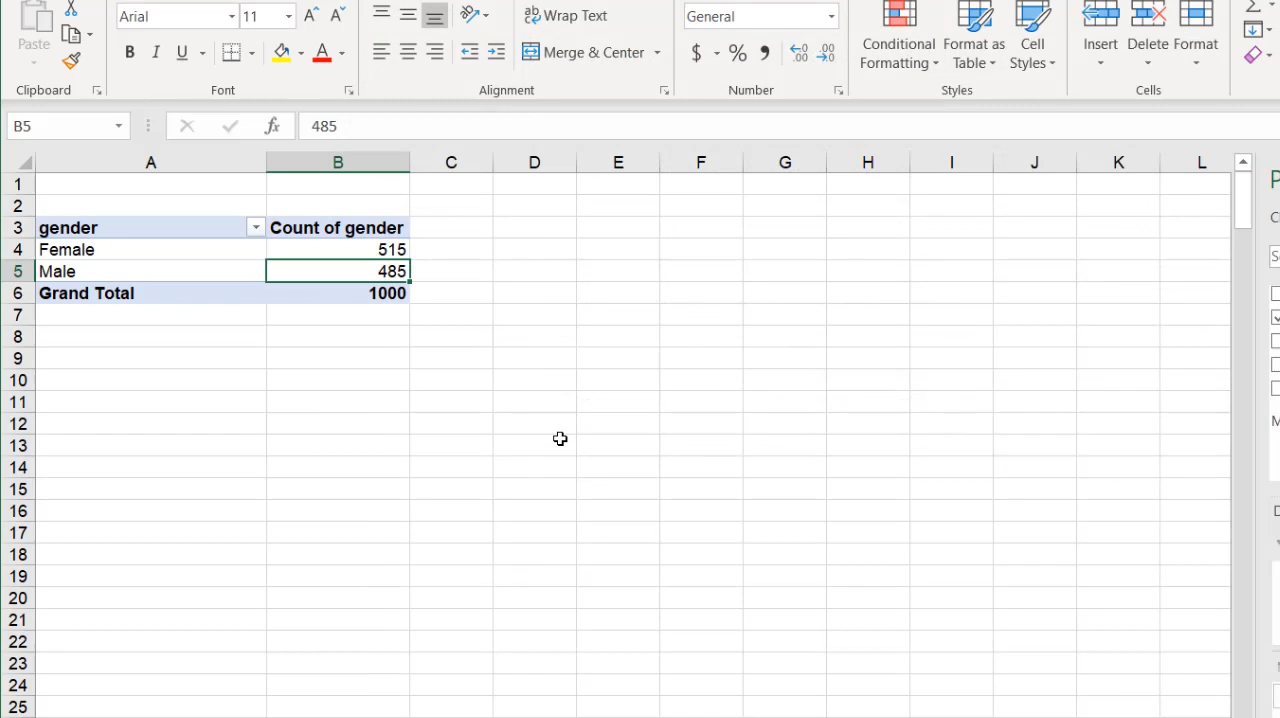 Arial 11 Wrap Text General
Paste B I U A Merge & Center $ % Conditional Formatting Format as Table Cell Styles Insert Delete Format
Clipboard Font Alignment Number Styles Cells
B5 fx 485
A B C D E F G H I J K L
1
2
3 gender Count of gender
4 Female 515
5 Male 485
6 Grand Total 1000
7
8
9
10
11
12
13
14
15
16
17
18
19
20
21
22
23
24
25